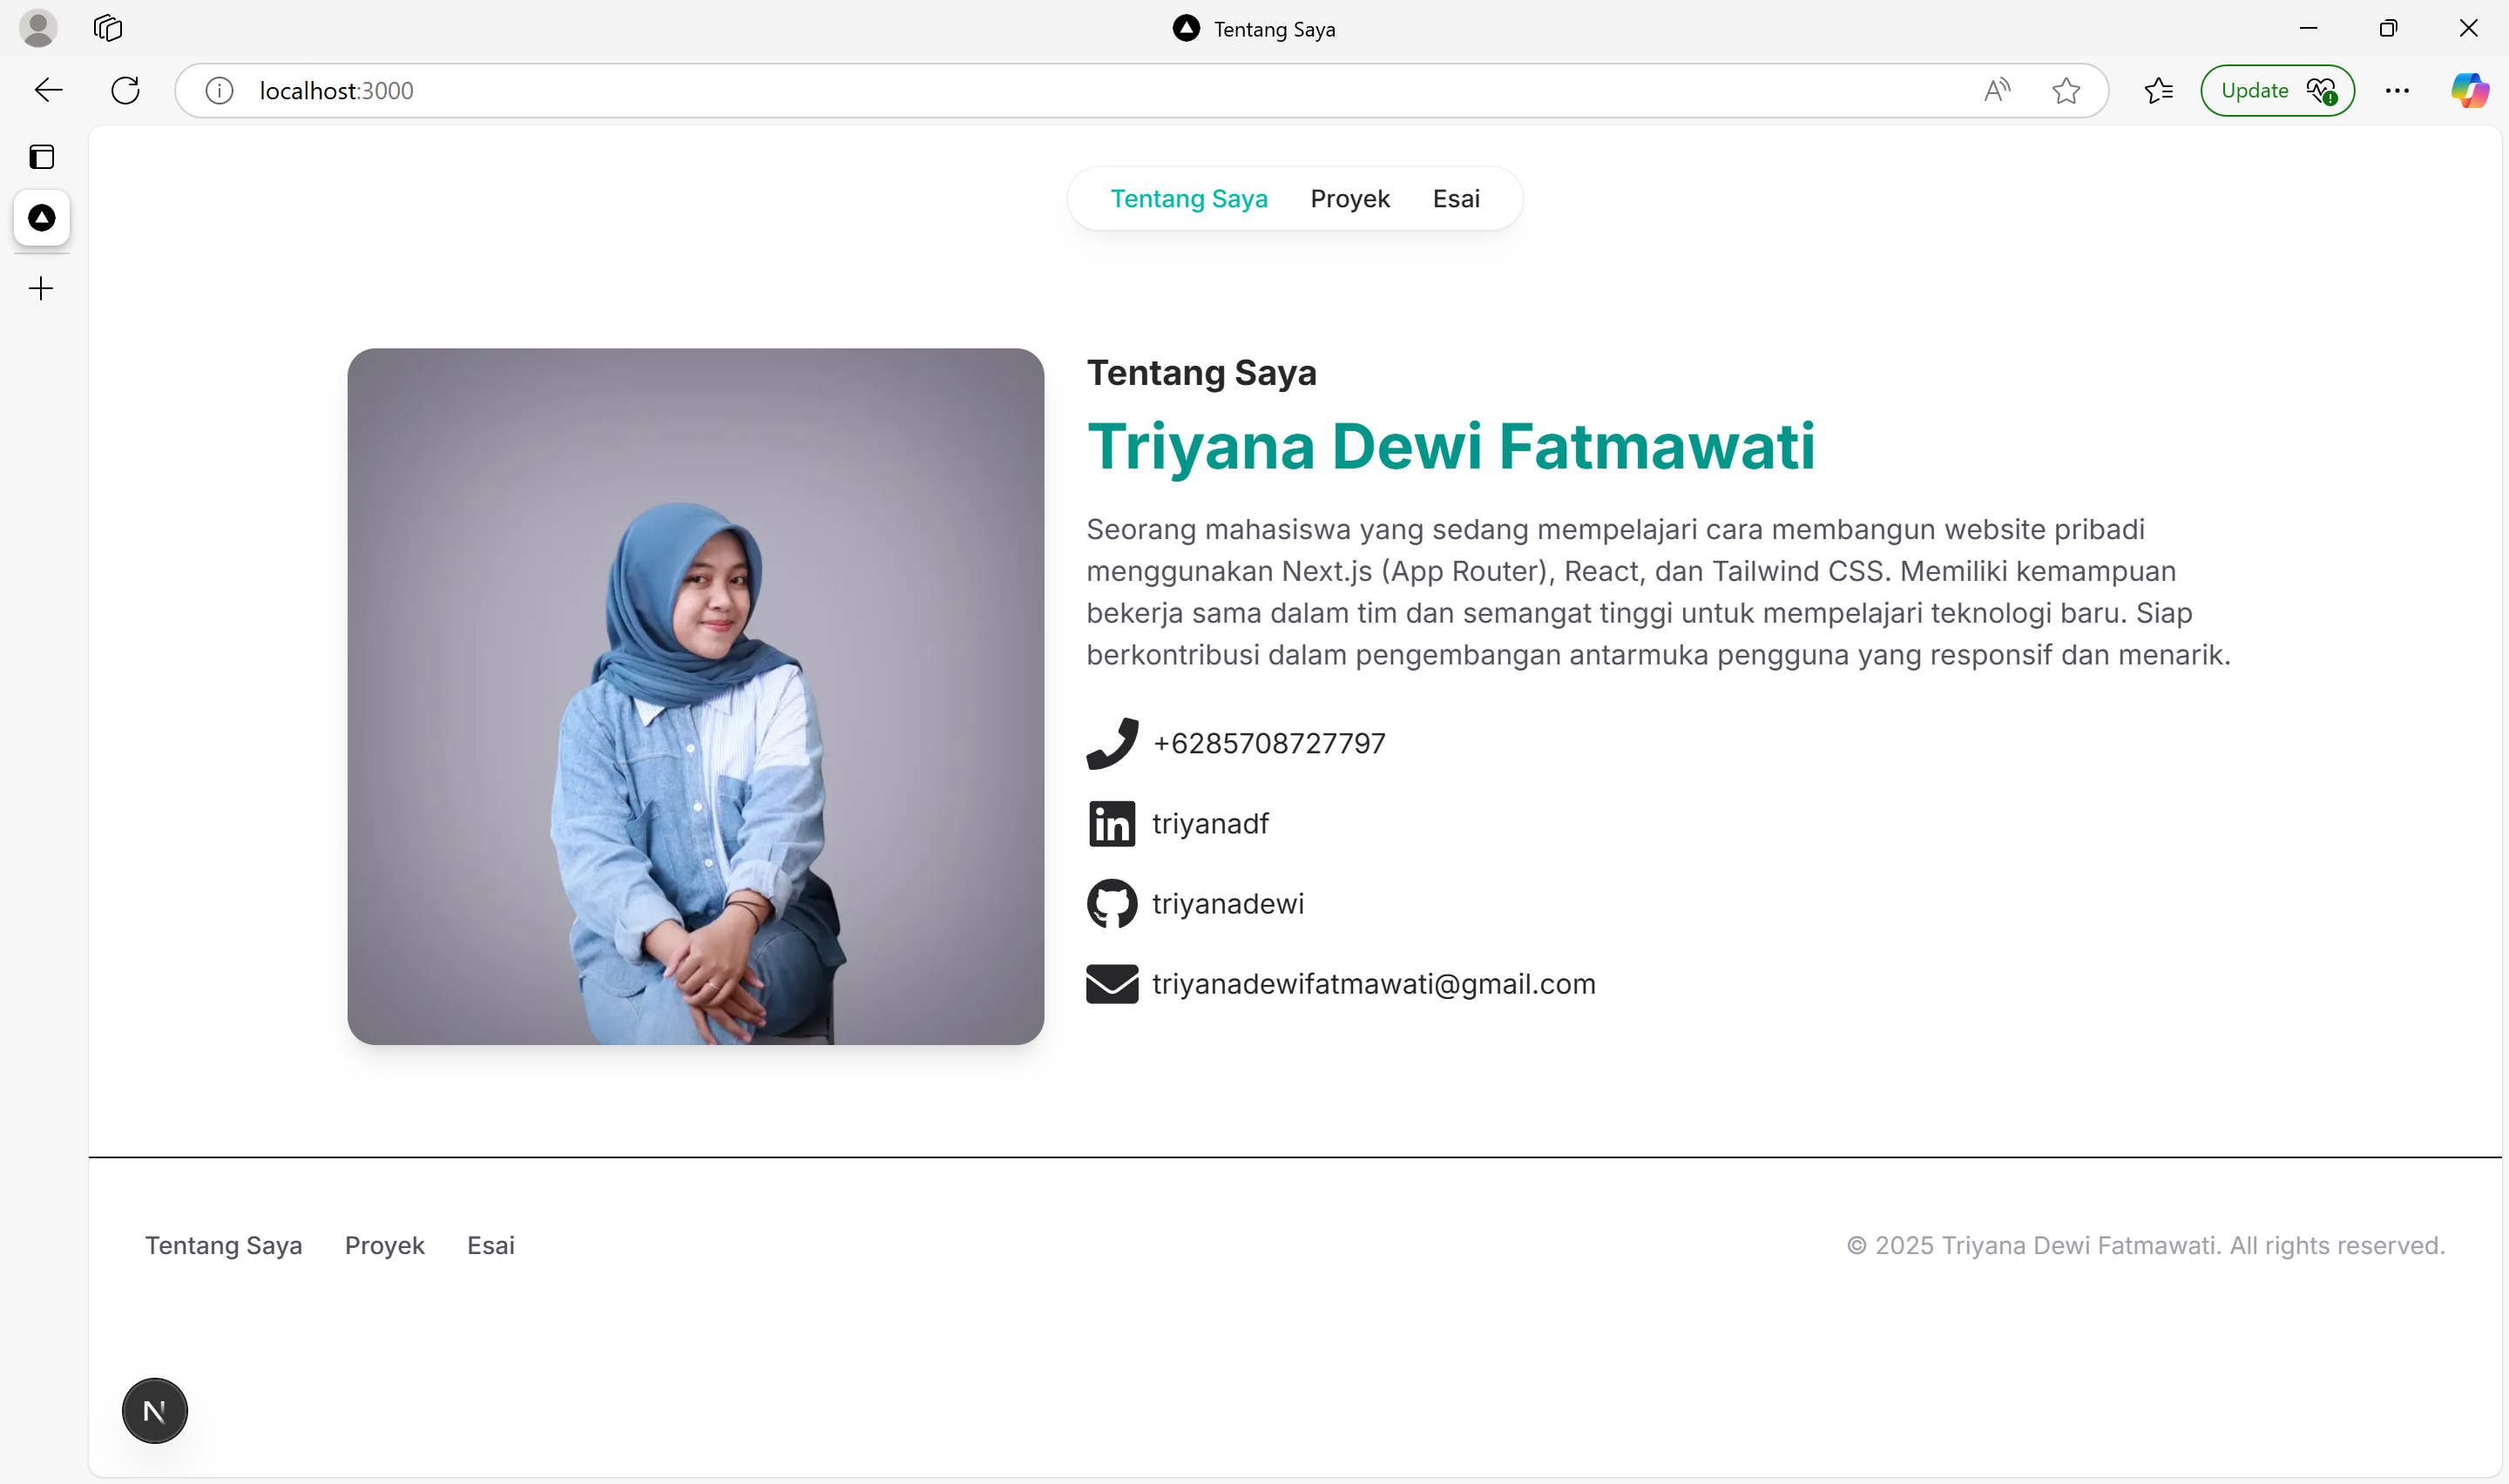 Tentang Saya
localhost:3000
Update
Tentang Saya Proyek Esai
Tentang Saya
Triyana Dewi Fatmawati
Seorang mahasiswa yang sedang mempelajari cara membangun website pribadi
menggunakan Next.js (App Router), React, dan Tailwind CSS. Memiliki kemampuan
bekerja sama dalam tim dan semangat tinggi untuk mempelajari teknologi baru. Siap
berkontribusi dalam pengembangan antarmuka pengguna yang responsif dan menarik.
+6285708727797
in triyanadf
triyanadewi
triyanadewifatmawati@gmail.com
Tentang Saya Proyek Esai
© 2025 Triyana Dewi Fatmawati. All rights reserved.
N